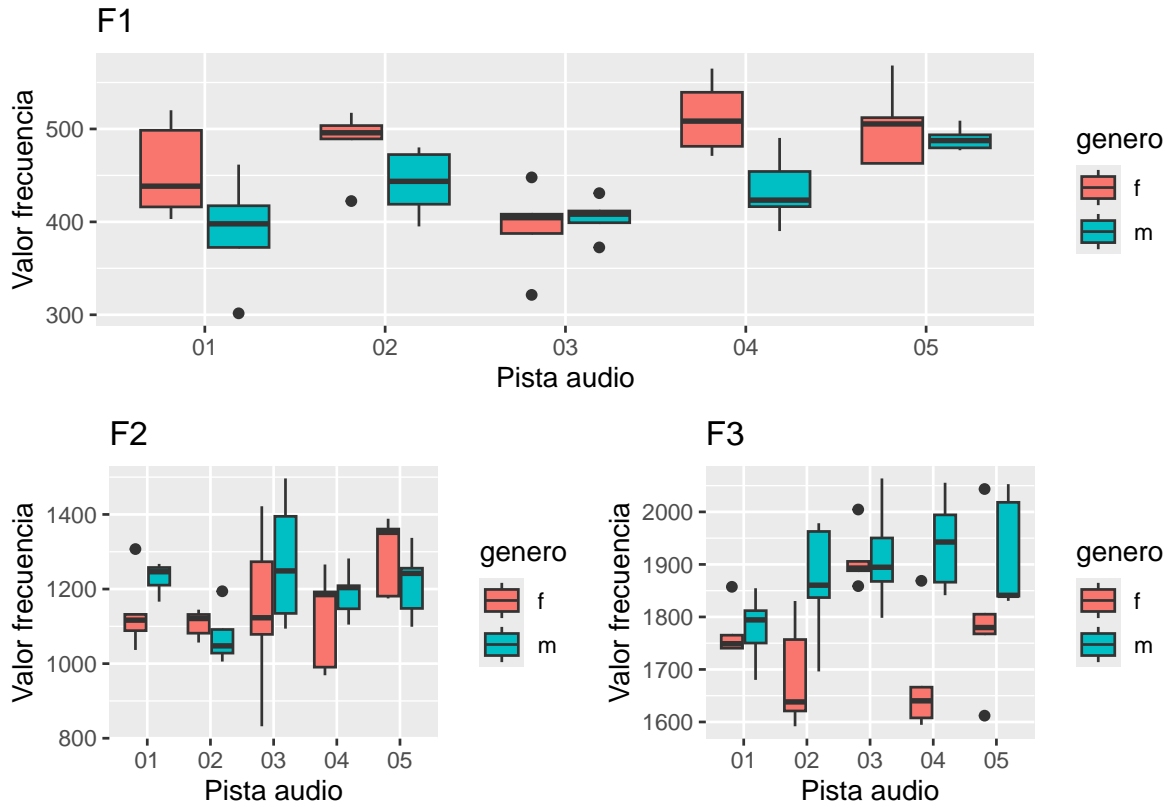 F1
Valor frecuencia
500
400
300
01 02 03 04 05
Pista audio
genero
f
m
F2
Valor frecuencia
1400
1200
1000
800
01 02 03 04 05
Pista audio
genero
f
m
F3
Valor frecuencia
2000
1900
1800
1700
1600
01 02 03 04 05
Pista audio
genero
f
m